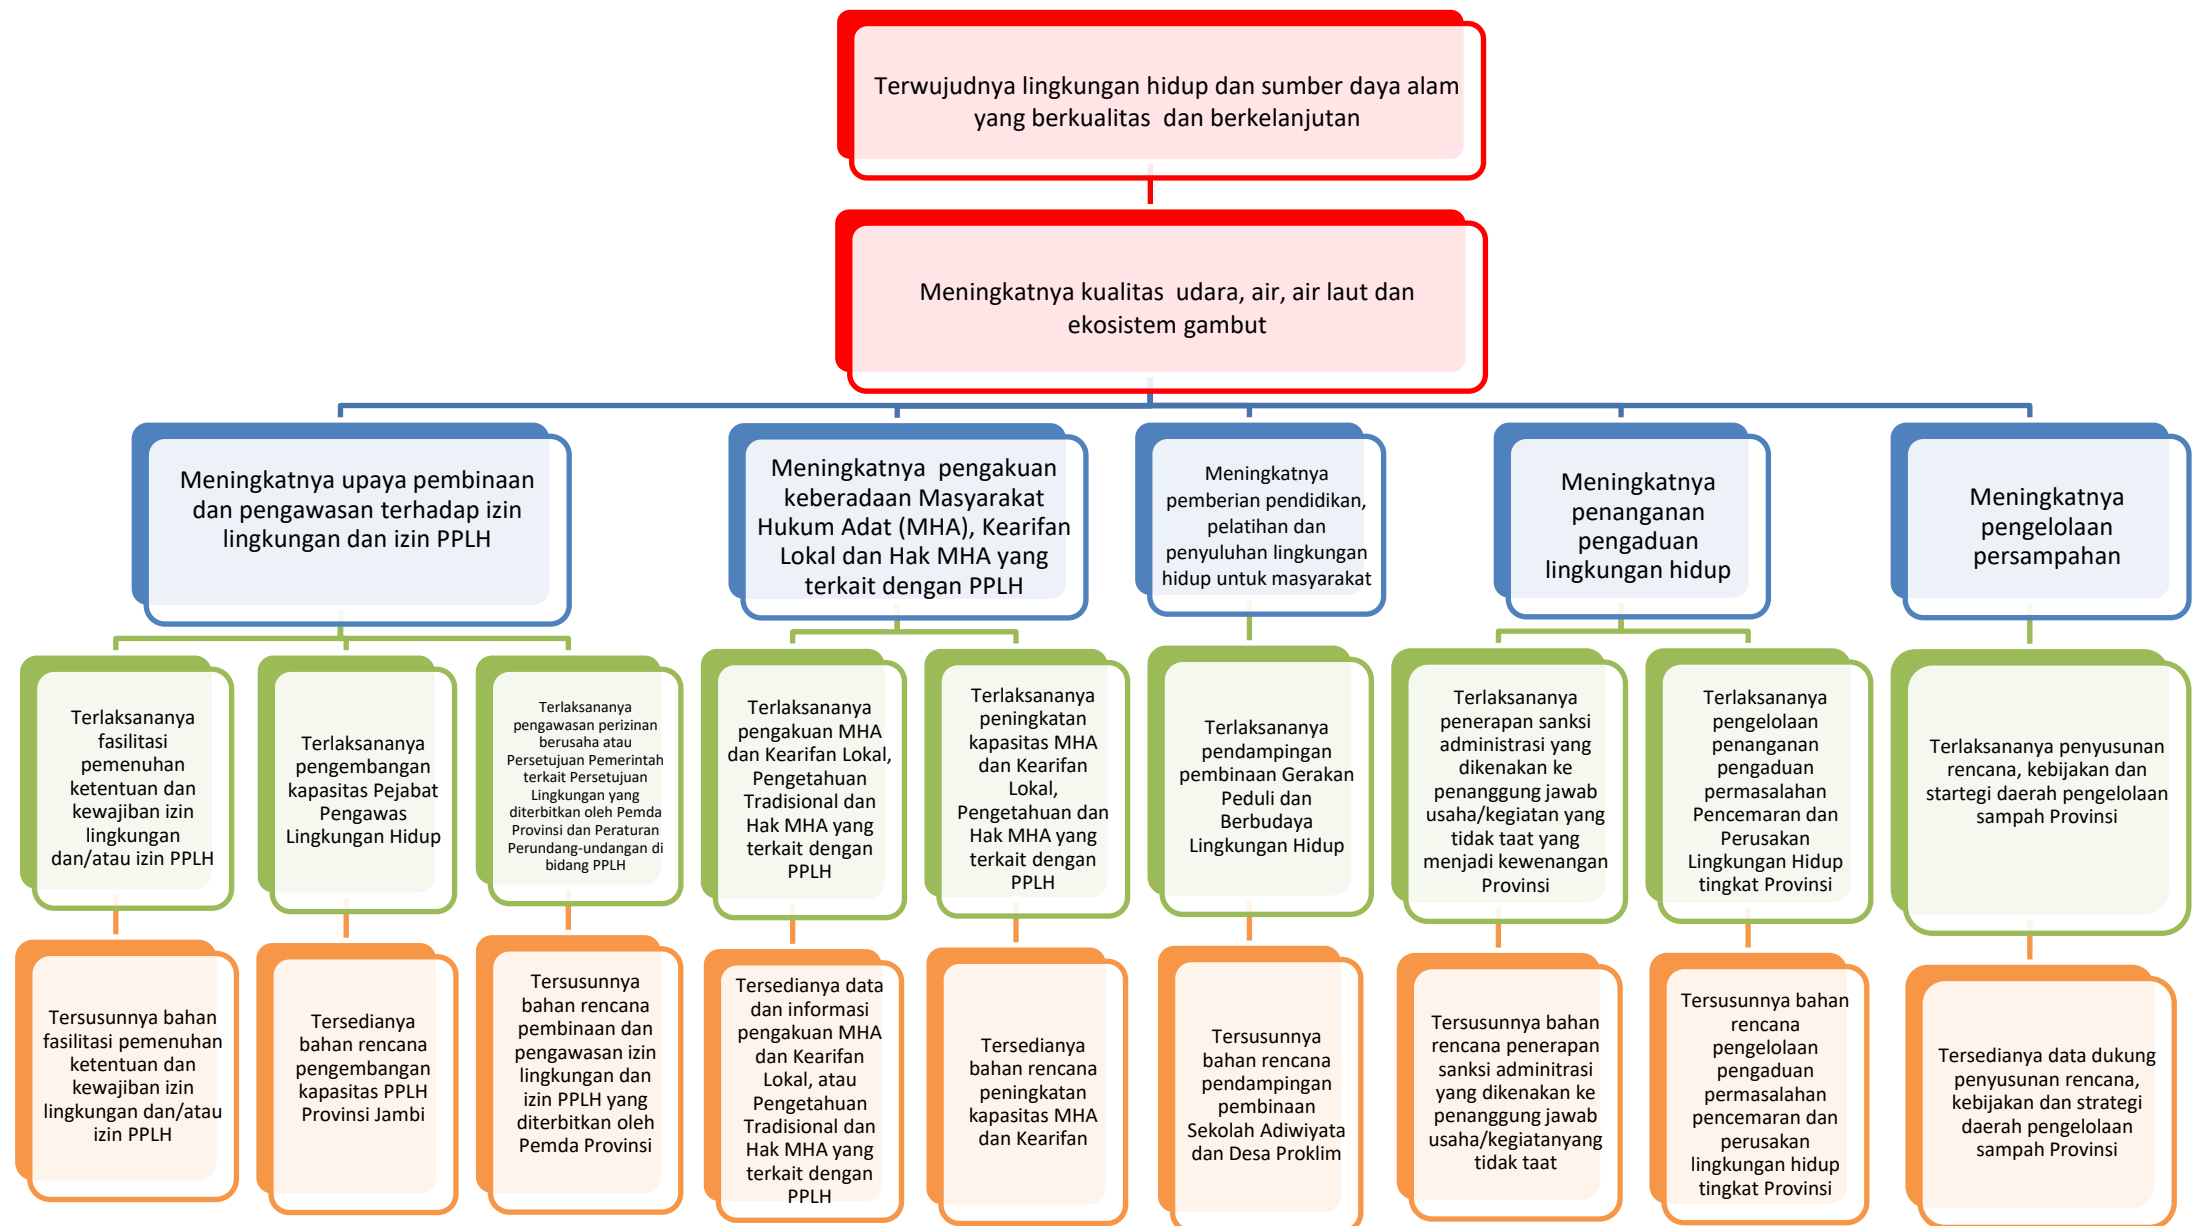 Terwujudnya lingkungan hidup dan sumber daya alam
yang berkualitas dan berkelanjutan
Meningkatnya kualitas udara, air, air laut dan
ekosistem gambut
Meningkatnya upaya pembinaan
dan pengawasan terhadap izin
lingkungan dan izin PPLH
Meningkatnya pengakuan
keberadaan Masyarakat
Hukum Adat (MHA), Kearifan
Lokal dan Hak MHA yang
terkait dengan PPLH
Meningkatnya
pemberian pendidikan,
pelatihan dan
penyuluhan lingkungan
hidup untuk masyarakat
Meningkatnya
penanganan
pengaduan
lingkungan hidup
Meningkatnya
pengelolaan
persampahan
Terlaksananya
fasilitasi
pemenuhan
ketentuan dan
kewajiban izin
lingkungan
dan/atau izin PPLH
Terlaksananya
pengembangan
kapasitas Pejabat
Pengawas
Lingkungan Hidup
Terlaksananya
pengawasan perizinan
berusaha atau
Persetujuan Pemerintah
terkait Persetujuan
Lingkungan yang
diterbitkan oleh Pemda
Provinsi dan Peraturan
Perundang-undangan di
bidang PPLH
Terlaksananya
pengakuan MHA
dan Kearifan Lokal,
Pengetahuan
Tradisional dan
Hak MHA yang
terkait dengan
PPLH
Terlaksananya
peningkatan
kapasitas MHA
dan Kearifan
Lokal,
Pengetahuan dan
Hak MHA yang
terkait dengan
PPLH
Terlaksananya
pendampingan
pembinaan Gerakan
Peduli dan
Berbudaya
Lingkungan Hidup
Terlaksananya
penerapan sanksi
administrasi yang
dikenakan ke
penanggung jawab
usaha/kegiatan yang
tidak taat yang
menjadi kewenangan
Provinsi
Terlaksananya
pengelolaan
penanganan
pengaduan
permasalahan
Pencemaran dan
Perusakan
Lingkungan Hidup
tingkat Provinsi
Terlaksananya penyusunan
rencana, kebijakan dan
startegi daerah pengelolaan
sampah Provinsi
Tersusunnya bahan
fasilitasi pemenuhan
ketentuan dan
kewajiban izin
lingkungan dan/atau
izin PPLH
Tersedianya
bahan rencana
pengembangan
kapasitas PPLH
Provinsi Jambi
Tersusunnya
bahan rencana
pembinaan dan
pengawasan izin
lingkungan dan
izin PPLH yang
diterbitkan oleh
Pemda Provinsi
Tersedianya data
dan informasi
pengakuan MHA
dan Kearifan
Lokal, atau
Pengetahuan
Tradisional dan
Hak MHA yang
terkait dengan
PPLH
Tersedianya
bahan rencana
peningkatan
kapasitas MHA
dan Kearifan
Tersusunnya
bahan rencana
pendampingan
pembinaan
Sekolah Adiwiyata
dan Desa Proklim
Tersusunnya bahan
rencana penerapan
sanksi adminitrasi
yang dikenakan ke
penanggung jawab
usaha/kegiatanyang
tidak taat
Tersusunnya bahan
rencana
pengelolaan
pengaduan
permasalahan
pencemaran dan
perusakan
lingkungan hidup
tingkat Provinsi
Tersedianya data dukung
penyusunan rencana,
kebijakan dan strategi
daerah pengelolaan
sampah Provinsi